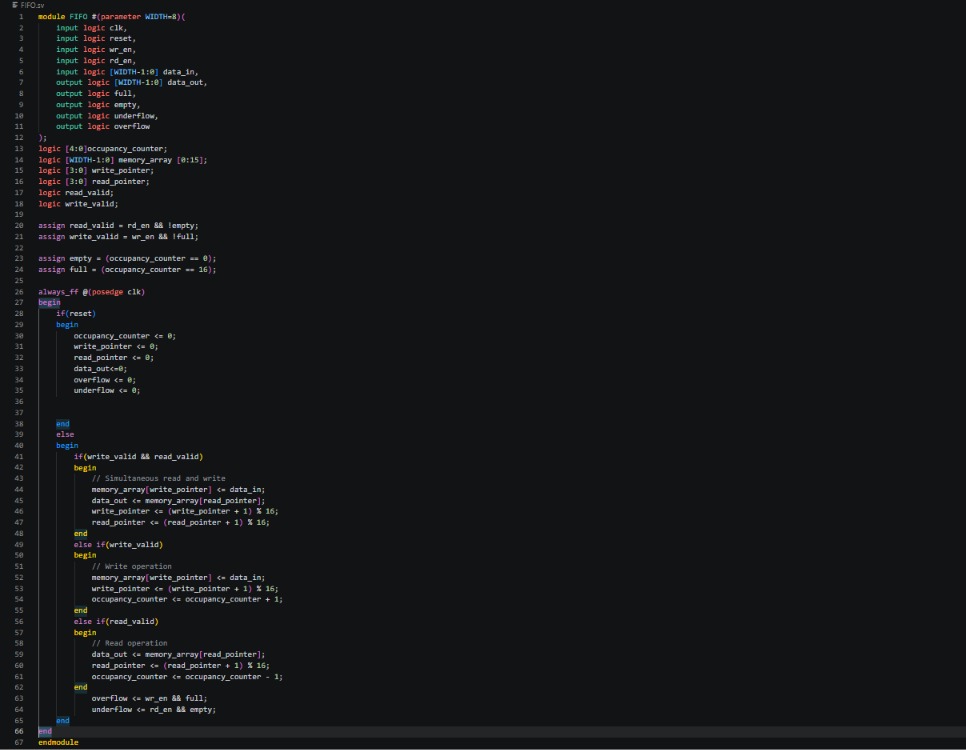 FIFO.sv
1 module FIFO #(parameter WIDTH=8)(
2     input logic clk,
3     input logic reset,
4     input logic wr_en,
5     input logic rd_en,
6     input logic [WIDTH-1:0] data_in,
7     output logic [WIDTH-1:0] data_out,
8     output logic full,
9     output logic empty,
10     output logic underflow,
11     output logic overflow
12 );
13 logic [4:0]occupancy_counter;
14 logic [WIDTH-1:0] memory_array [0:15];
15 logic [3:0] write_pointer;
16 logic [3:0] read_pointer;
17 logic read_valid;
18 logic write_valid;
19
20 assign read_valid = rd_en && !empty;
21 assign write_valid = wr_en && !full;
22
23 assign empty = (occupancy_counter == 0);
24 assign full = (occupancy_counter == 16);
25
26 always_ff @(posedge clk)
27 begin
28     if(reset)
29     begin
30         occupancy_counter <= 0;
31         write_pointer <= 0;
32         read_pointer <= 0;
33         data_out<=0;
34         overflow <= 0;
35         underflow <= 0;
36
37
38     end
39     else
40     begin
41         if(write_valid && read_valid)
42         begin
43             // Simultaneous read and write
44             memory_array[write_pointer] <= data_in;
45             data_out <= memory_array[read_pointer];
46             write_pointer <= (write_pointer + 1) % 16;
47             read_pointer <= (read_pointer + 1) % 16;
48         end
49         else if(write_valid)
50         begin
51             // Write operation
52             memory_array[write_pointer] <= data_in;
53             write_pointer <= (write_pointer + 1) % 16;
54             occupancy_counter <= occupancy_counter + 1;
55         end
56         else if(read_valid)
57         begin
58             // Read operation
59             data_out <= memory_array[read_pointer];
60             read_pointer <= (read_pointer + 1) % 16;
61             occupancy_counter <= occupancy_counter - 1;
62         end
63             overflow <= wr_en && full;
64             underflow <= rd_en && empty;
65     end
66 end
67 endmodule